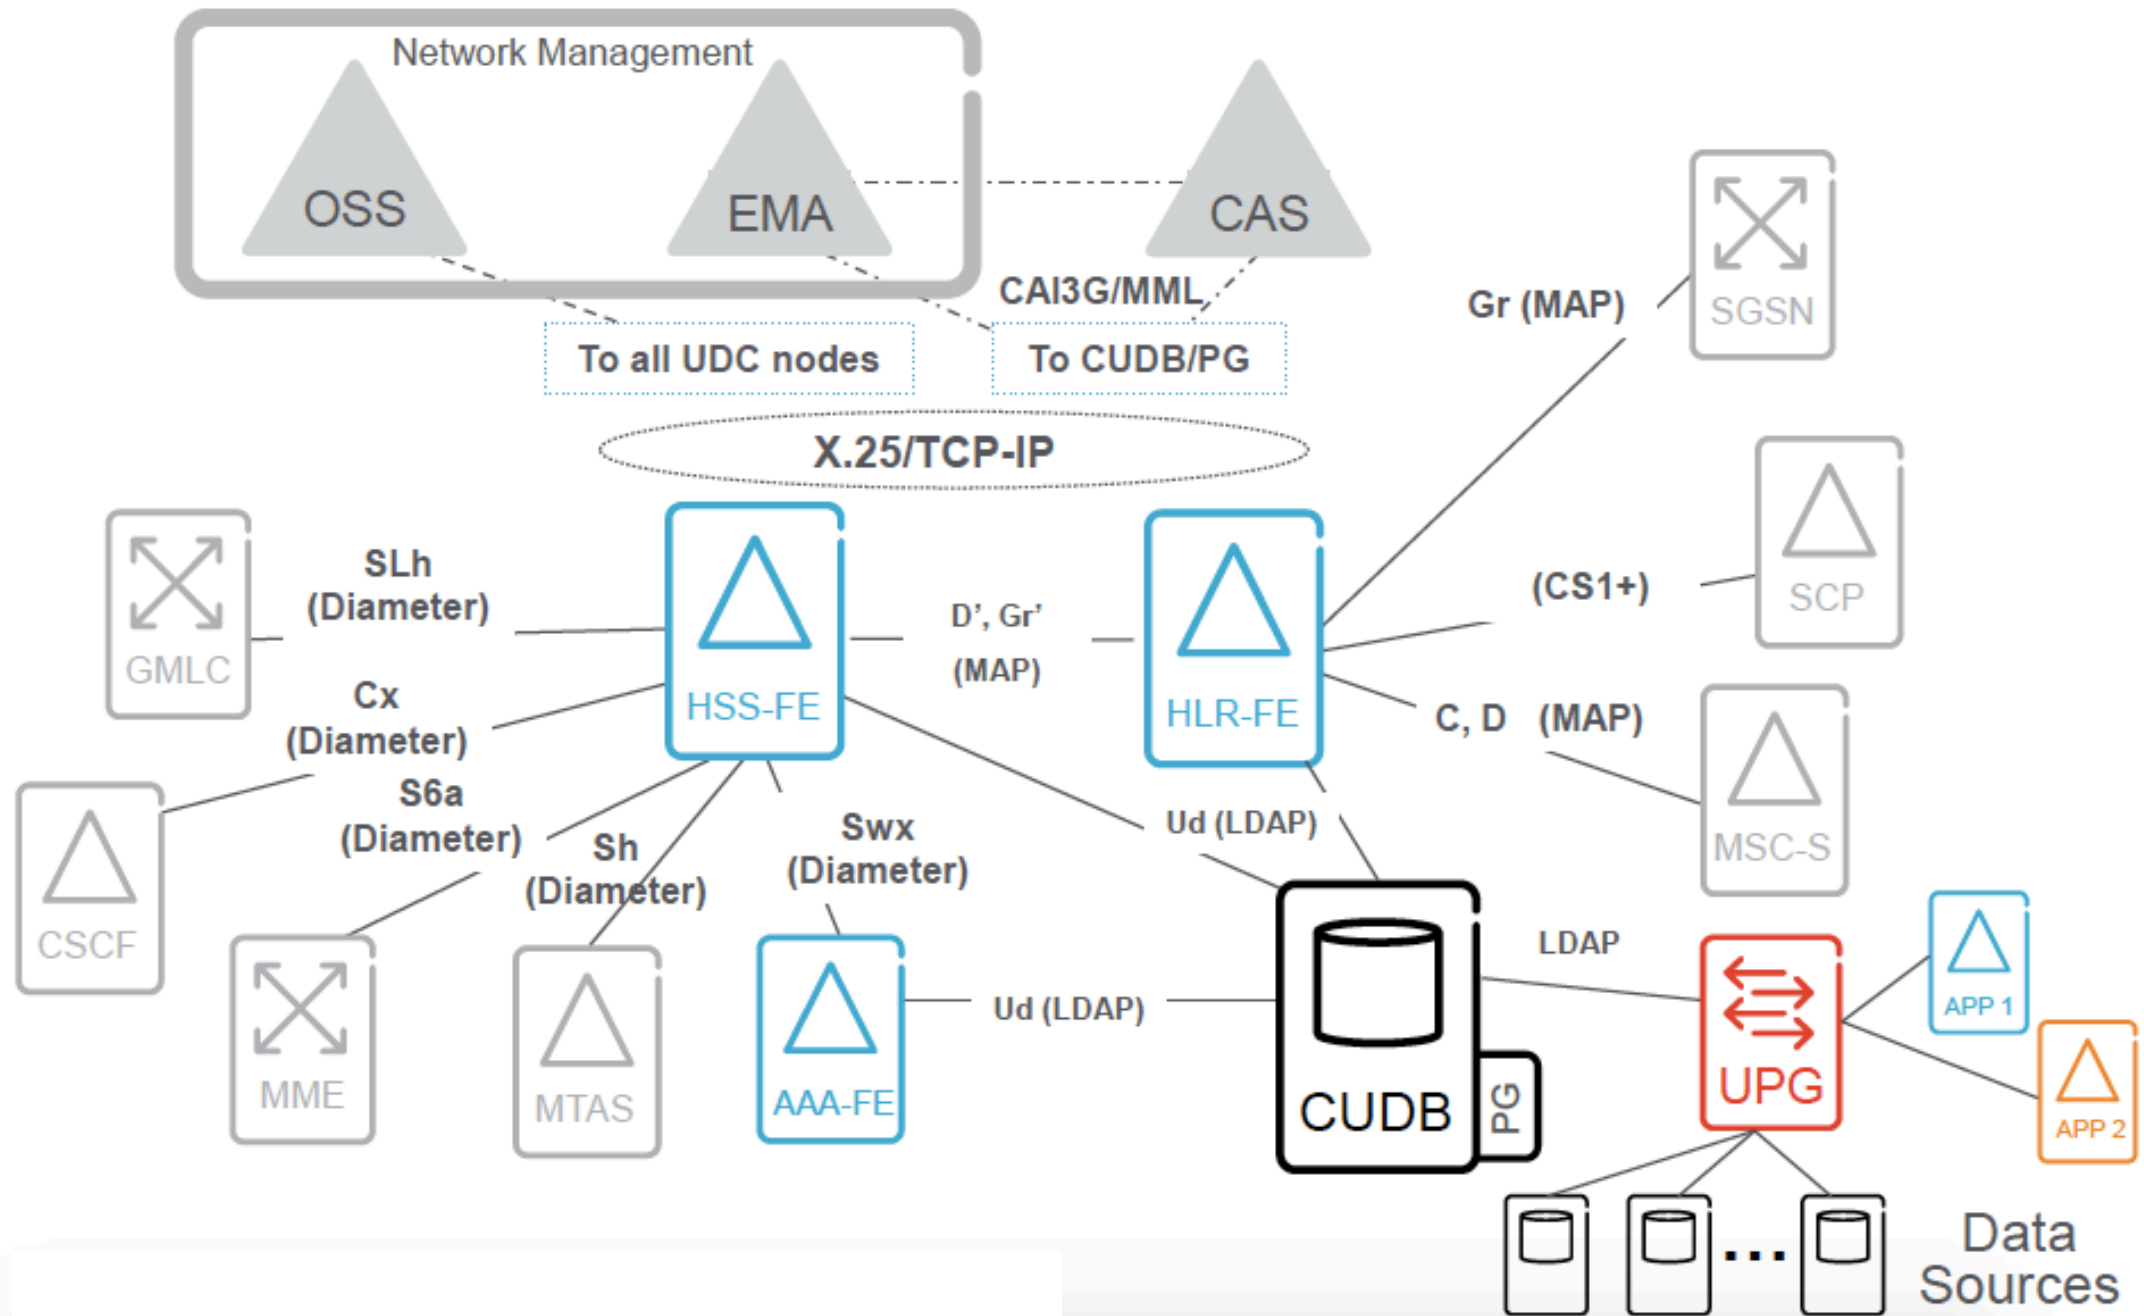 Network Management
OSS
EMA
CAS
CAI3G/MML
To all UDC nodes
To CUDB/PG
X.25/TCP-IP
Gr (MAP)
SGSN
(CS1+)
SCP
C, D (MAP)
MSC-S
GMLC
SLh
(Diameter)
HSS-FE
D’, Gr’
(MAP)
HLR-FE
Cx
(Diameter)
CSCF
S6a
(Diameter)
MME
Sh
(Diameter)
MTAS
Swx
(Diameter)
AAA-FE
Ud (LDAP)
Ud (LDAP)
CUDB
PG
LDAP
UPG
APP 1
APP 2
...
Data
Sources